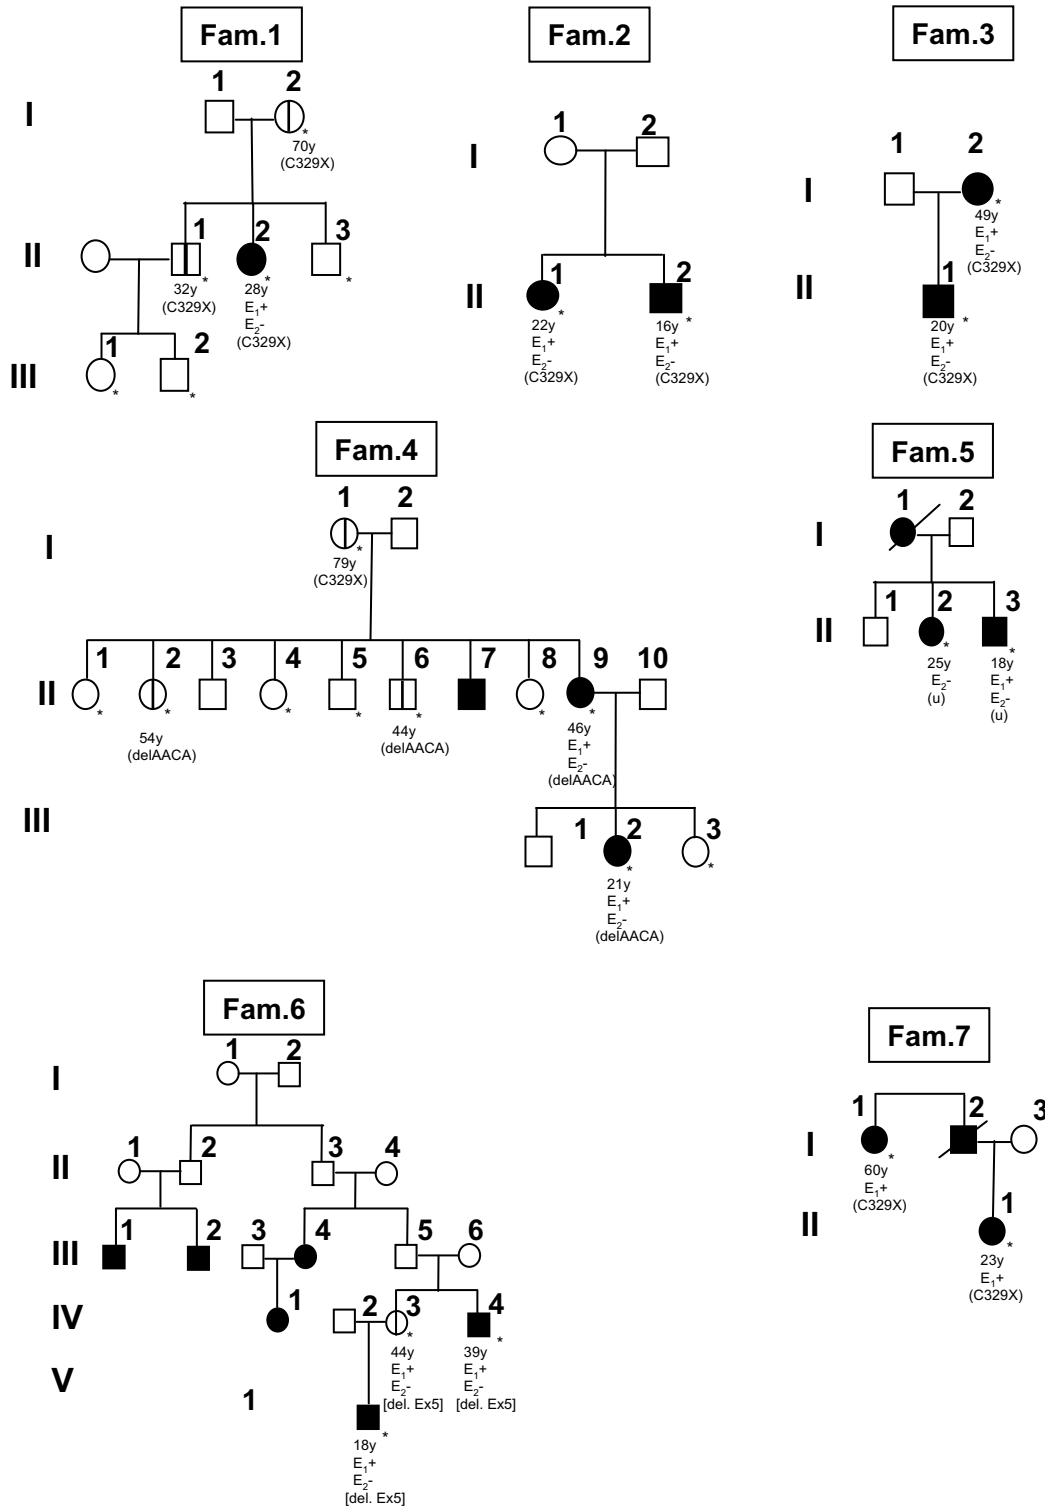 Fam.1
1 2
I
*
70y
(C329X)
1 2 3
II
* * *
32y
(C329X)
28y
E1+
E2-
(C329X)
1 2
III
* *
Fam.2
1 2
I
1 2
II
* *
22y
E1+
E2-
(C329X)
16y
E1+
E2-
(C329X)
Fam.3
1 2
I
*
49y
E1+
E2-
(C329X)
1
II
*
20y
E1+
E2-
(C329X)
Fam.4
1 2
I
*
79y
(C329X)
1 2 3 4 5 6 7 8 9 10
II
* * * * * * *
54y
(delAACA)
44y
(delAACA)
46y
E1+
E2-
(delAACA)
III
1 2 3
* *
21y
E1+
E2-
(delAACA)
Fam.5
1 2
I
1 2 3
II
* *
25y
E2-
(u)
18y
E1+
E2-
(u)
Fam.6
1 2
I
1 2 3 4
II
1 2 3 4 5 6
III
1 2 3 4
IV
* *
44y
E1+
E2-
[del. Ex5]
39y
E1+
E2-
[del. Ex5]
V
1
*
18y
E1+
E2-
[del. Ex5]
Fam.7
1 2 3
I
*
60y
E1+
(C329X)
1
II
*
23y
E1+
(C329X)